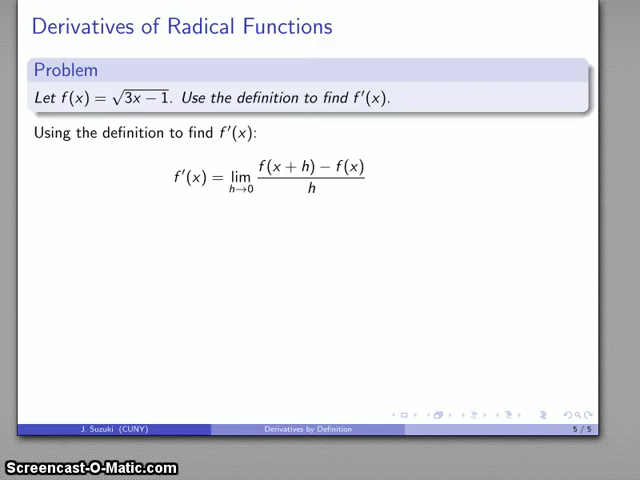 Derivatives of Radical Functions
Problem
Let f(x) = √3x − 1. Use the definition to find f′(x).
Using the definition to find f′(x):
f′(x) = lim h→0 f(x + h) − f(x) / h
J. Suzuki (CUNY) Derivatives by Definition 5 / 5
Screencast-O-Matic.com